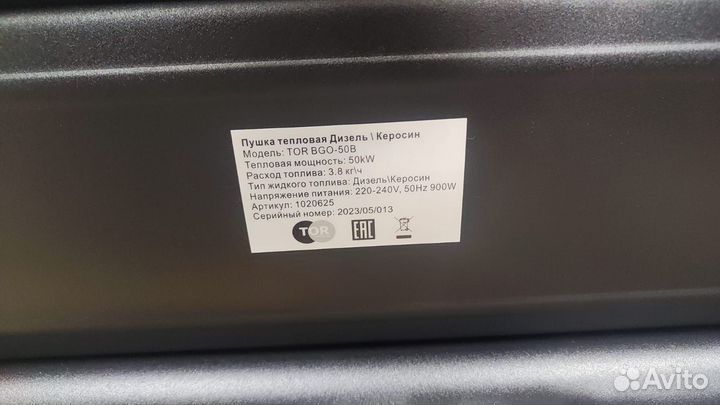 Пушка тепловая Дизель \ Керосин
Модель: TOR BGO-50B
Тепловая мощность: 50kW
Расход топлива: 3.8 кг\ч
Тип жидкого топлива: Дизель\Керосин
Напряжение питания: 220-240V, 50Hz 900W
Артикул: 1020625
Серийный номер: 2023/05/013
TOR EAC
Avito